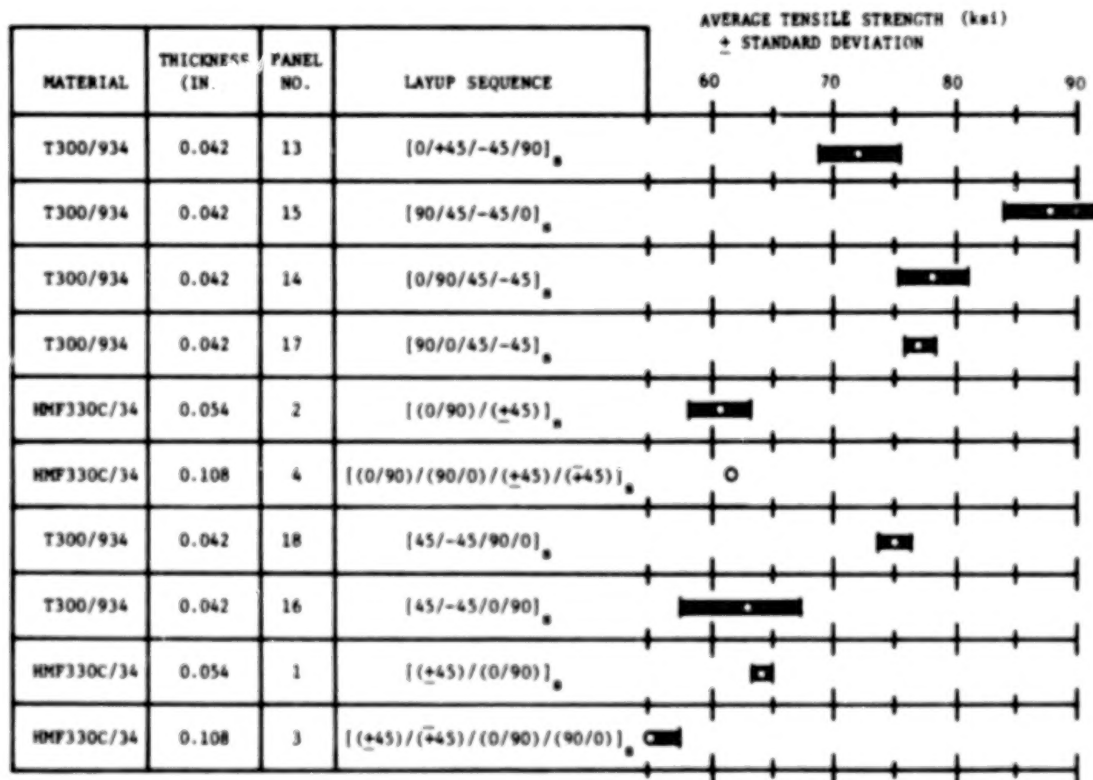 AVERAGE TENSILE STRENGTH (ksi)
± STANDARD DEVIATION
MATERIAL THICKNESS (IN. PANEL NO. LAYUP SEQUENCE 60 70 80 90
T300/934 0.042 13 [0/+45/-45/90]s
T300/934 0.042 15 [90/45/-45/0]s
T300/934 0.042 14 [0/90/45/-45]s
T300/934 0.042 17 [90/0/45/-45]s
HMF330C/34 0.054 2 [(0/90)/(±45)]s
HMF330C/34 0.108 4 [(0/90)/(90/0)/(±45)/(∓45)]s
T300/934 0.042 18 [45/-45/90/0]s
T300/934 0.042 16 [45/-45/0/90]s
HMF330C/34 0.054 1 [(±45)/(0/90)]s
HMF330C/34 0.108 3 [(±45)/(∓45)/(0/90)/(90/0)]s